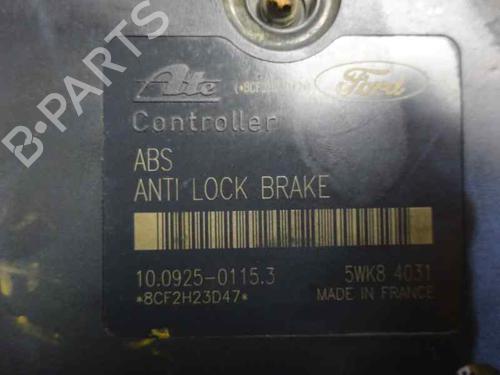 Ate Ford
Controller
ABS
ANTI LOCK BRAKE
10.0925-0115.3 5WK8 4031
*8CF2H23D47* MADE IN FRANCE
B-PARTS